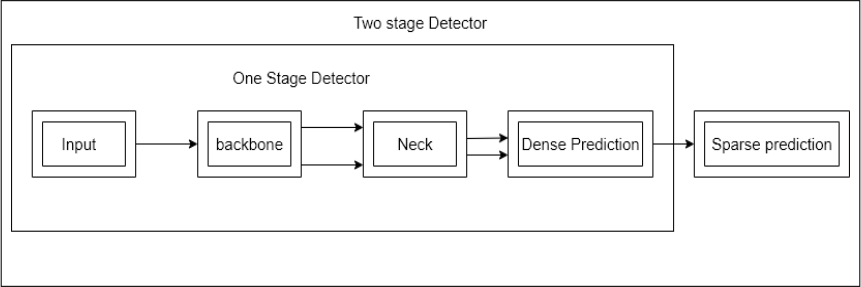 Two stage Detector
One Stage Detector
Input
backbone
Neck
Dense Prediction
Sparse prediction